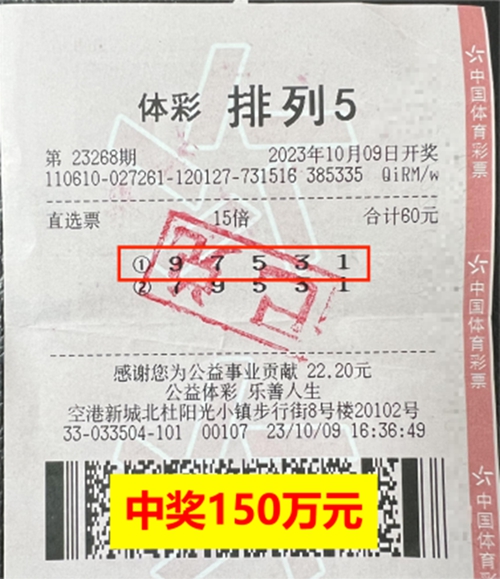 体彩 排列5
第 23268期 2023年10月09日开奖
110610-027261-120127-731516 385335 QiRM/w
直选票 15倍 合计60元
① 9 7 5 3 1
② 7 9 5 3 1
感谢您为公益事业贡献 22.20元
公益体彩 乐善人生
空港新城北杜阳光小镇步行街8号楼20102号
33-033504-101 00107 23/10/09 16:36:49
中奖150万元
中国体育彩票
中国体育彩票
中国体育